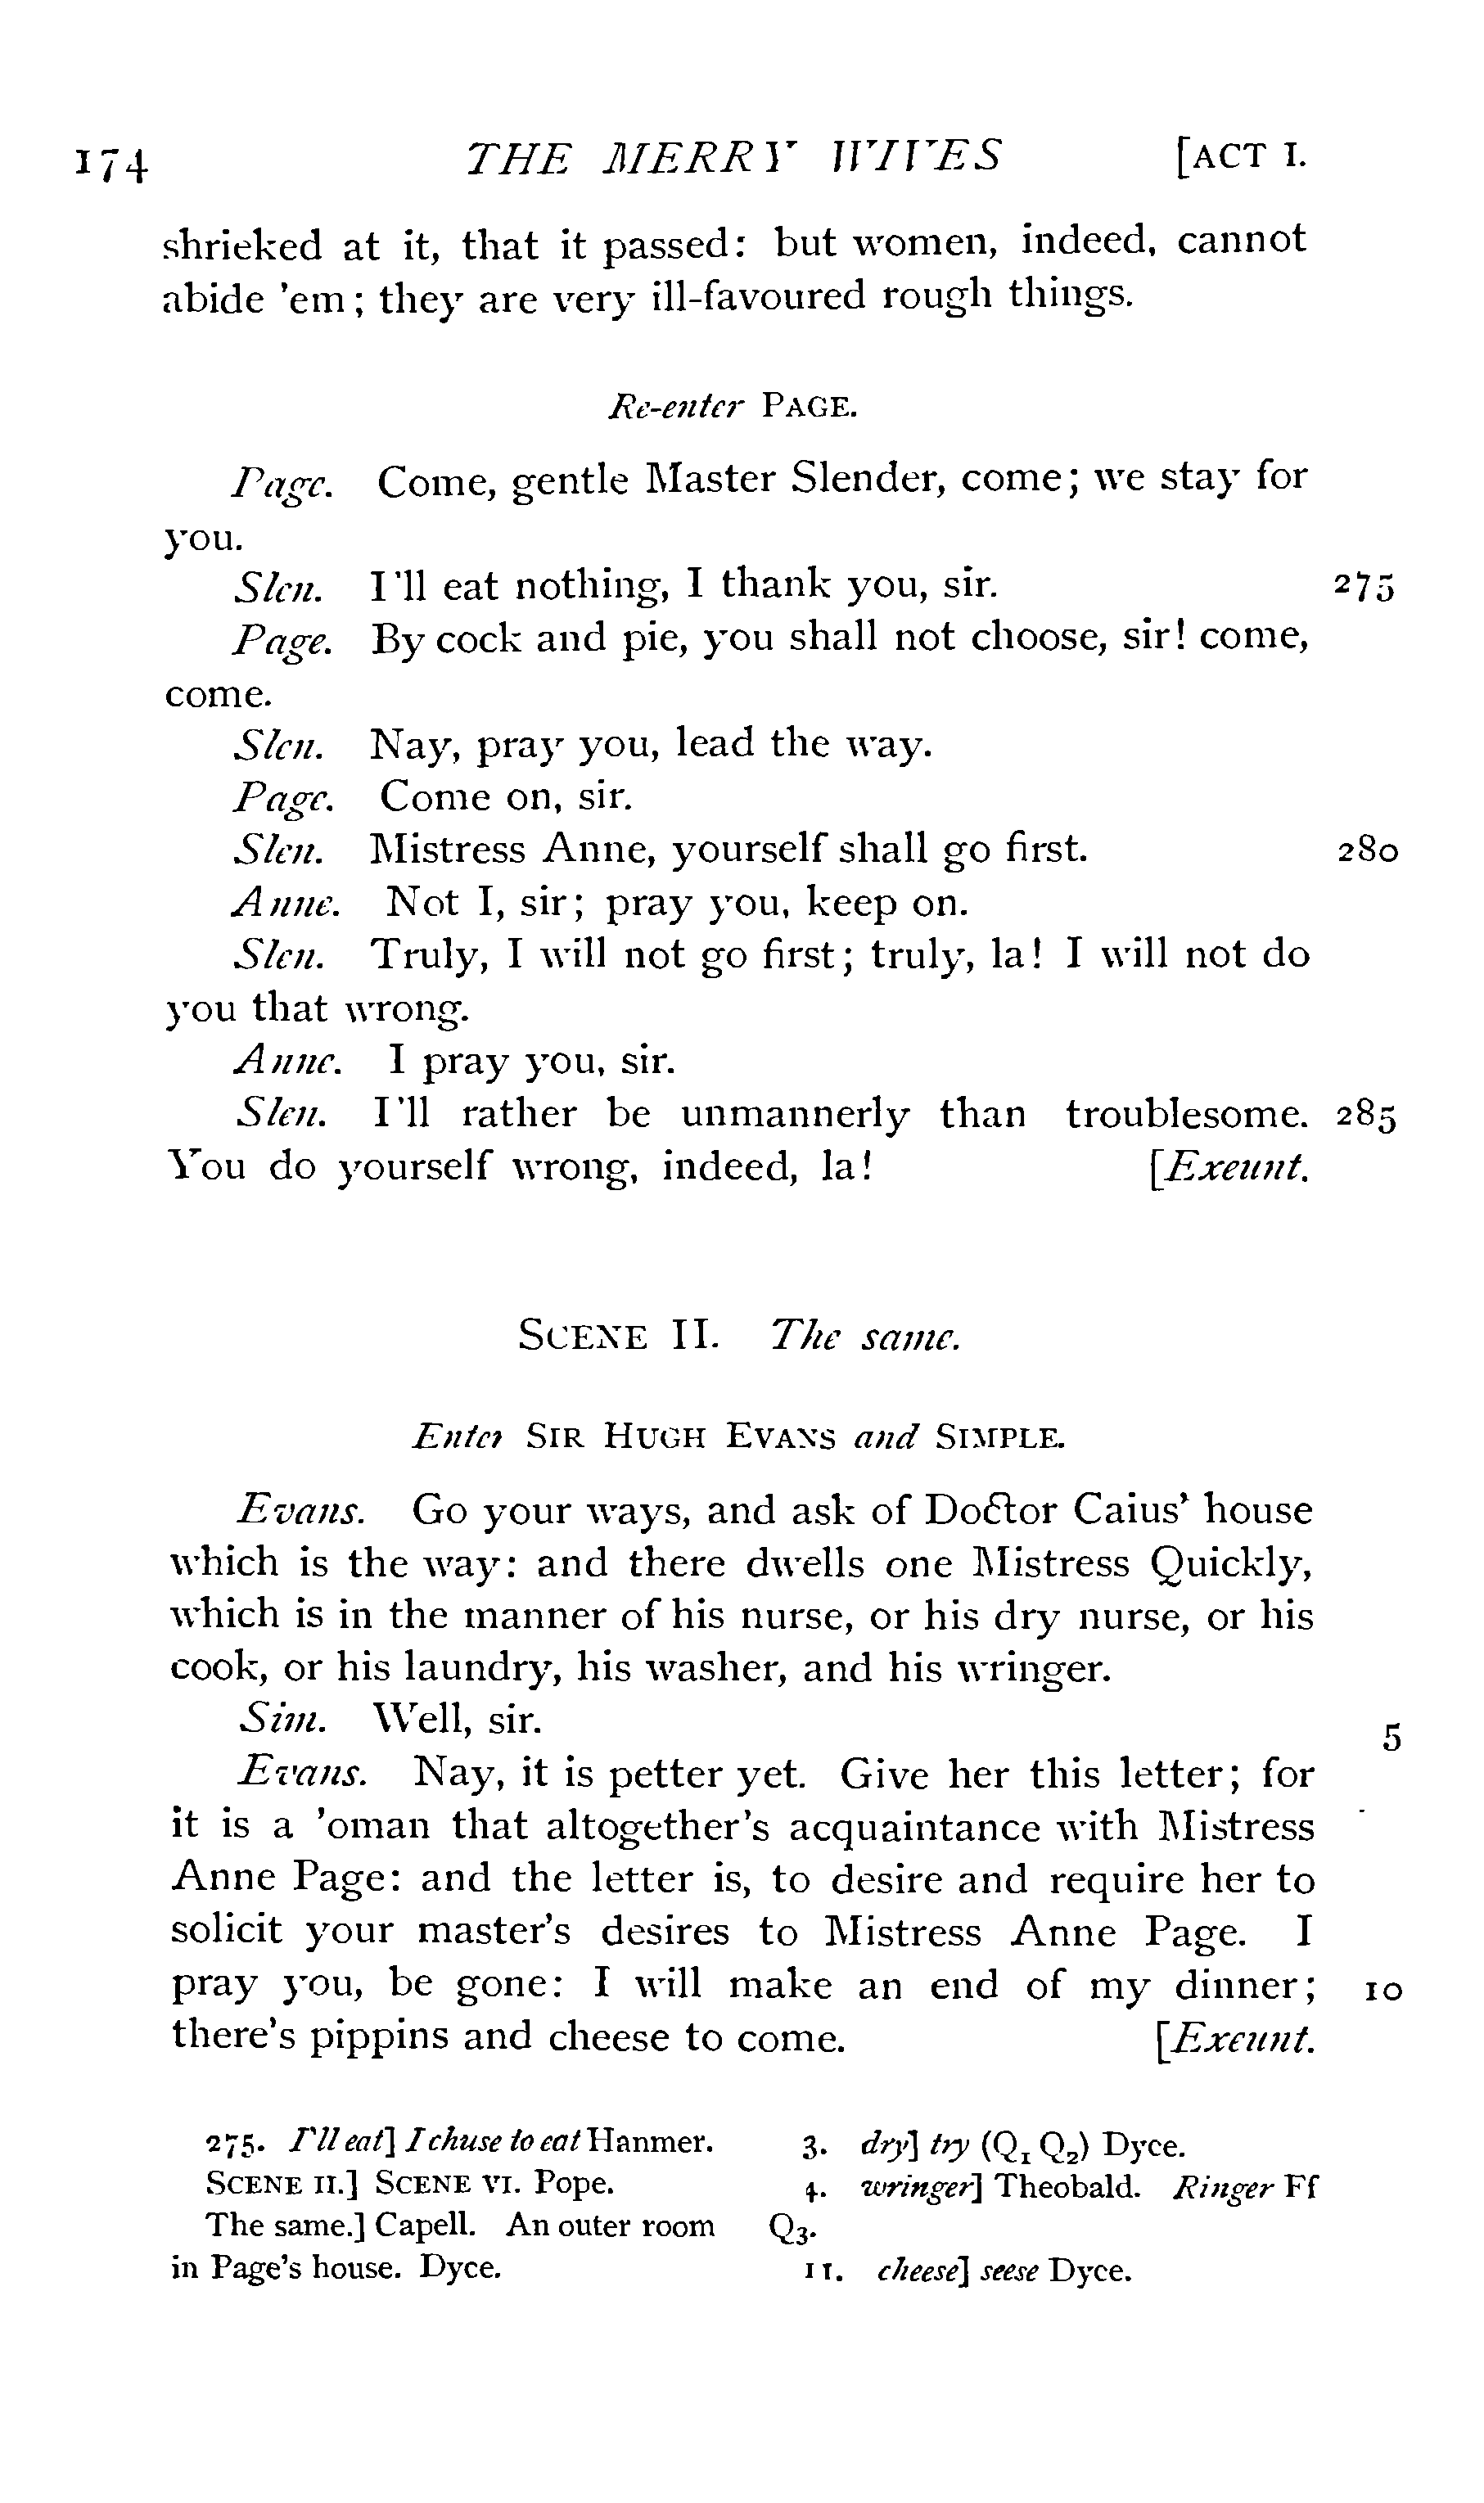 174 THE MERRY WIVES [ACT I.
shrieked at it, that it passed: but women, indeed, cannot
abide 'em; they are very ill-favoured rough things.
Re-enter PAGE.
Page. Come, gentle Master Slender, come; we stay for
you.
Slen. I'll eat nothing, I thank you, sir. 275
Page. By cock and pie, you shall not choose, sir! come,
come.
Slen. Nay, pray you, lead the way.
Page. Come on, sir.
Slen. Mistress Anne, yourself shall go first. 280
Anne. Not I, sir; pray you, keep on.
Slen. Truly, I will not go first; truly, la! I will not do
you that wrong.
Anne. I pray you, sir.
Slen. I'll rather be unmannerly than troublesome. 285
You do yourself wrong, indeed, la! [Exeunt.
SCENE II. The same.
Enter SIR HUGH EVANS and SIMPLE.
Evans. Go your ways, and ask of Doctor Caius' house
which is the way: and there dwells one Mistress Quickly,
which is in the manner of his nurse, or his dry nurse, or his
cook, or his laundry, his washer, and his wringer.
Sim. Well, sir. 5
Evans. Nay, it is petter yet. Give her this letter; for
it is a 'oman that altogether's acquaintance with Mistress
Anne Page: and the letter is, to desire and require her to
solicit your master's desires to Mistress Anne Page. I
pray you, be gone: I will make an end of my dinner; 10
there's pippins and cheese to come. [Exeunt.
275. I'll eat] I chuse to eat Hanmer.
SCENE II.] SCENE VI. Pope.
The same.] Capell. An outer room
in Page's house. Dyce.
3. dry] try (Q1 Q2) Dyce.
4. wringer] Theobald. Ringer Ff
Q3.
11. cheese] seese Dyce.